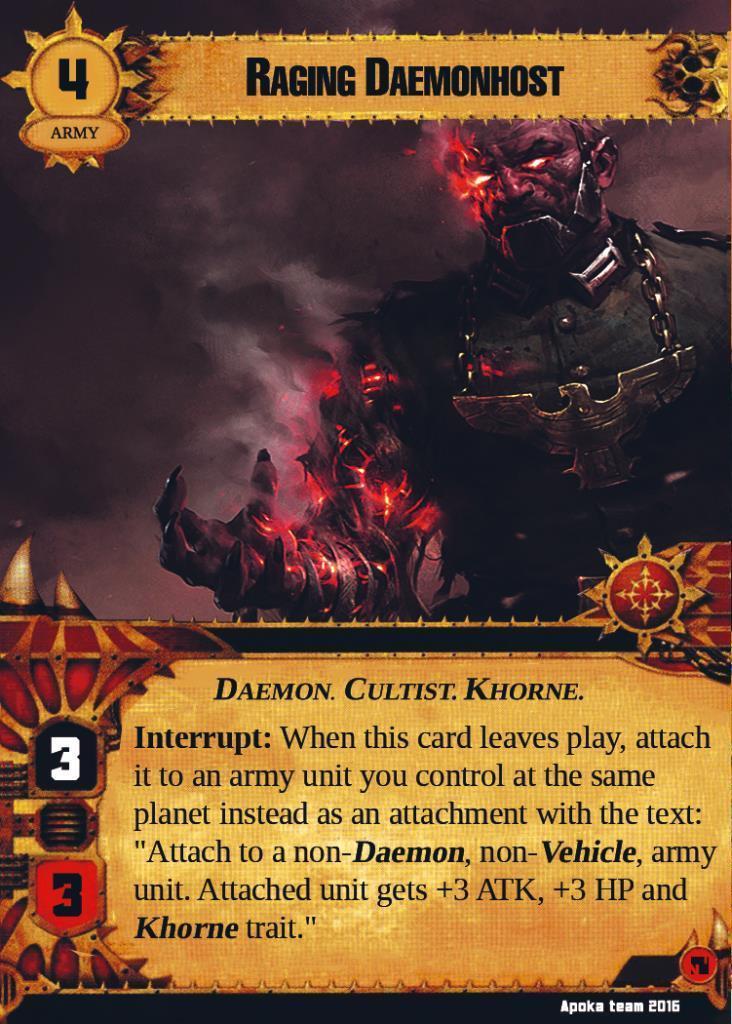 4
ARMY
RAGING DAEMONHOST
DAEMON. CULTIST. KHORNE.
3
3
Interrupt: When this card leaves play, attach
it to an army unit you control at the same
planet instead as an attachment with the text:
"Attach to a non-Daemon, non-Vehicle, army
unit. Attached unit gets +3 ATK, +3 HP and
Khorne trait."
Apoka team 2016